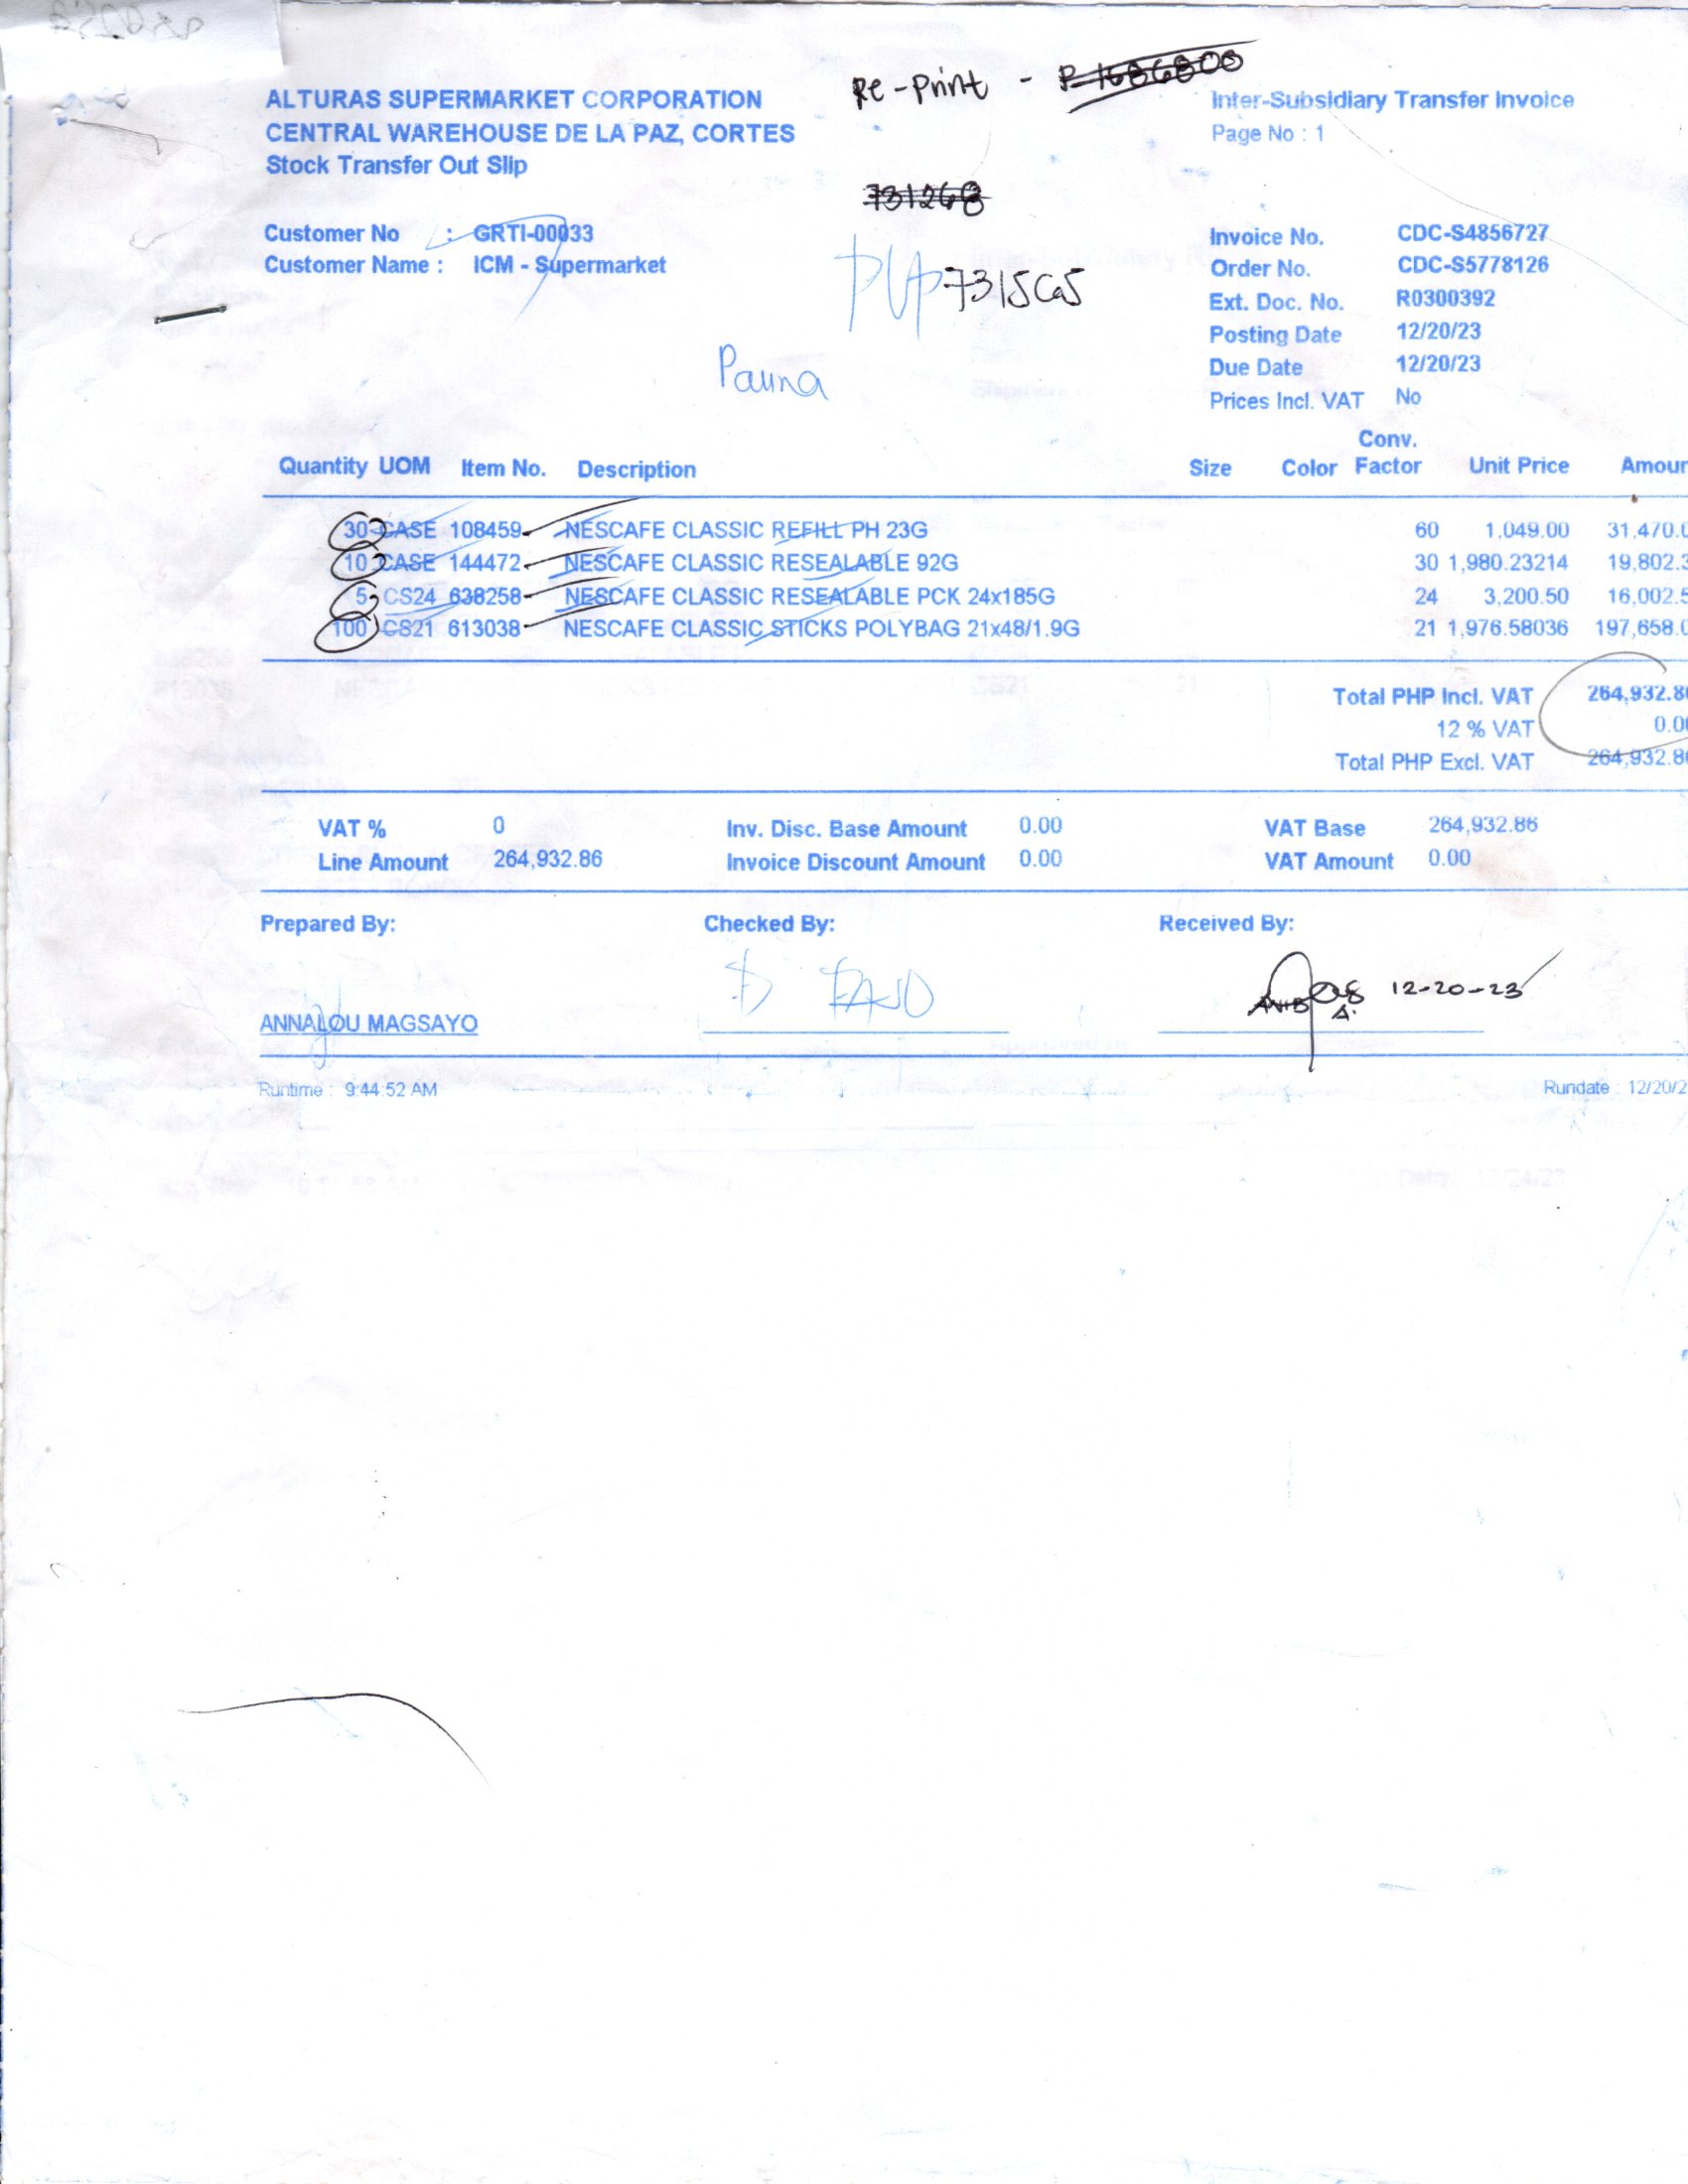 Re-Print - P-1686808
ALTURAS SUPERMARKET CORPORATION
CENTRAL WAREHOUSE DE LA PAZ, CORTES
Stock Transfer Out Slip
Inter-Subsidiary Transfer Invoice
Page No : 1
731268
Customer No : GRTI-00033
Customer Name : ICM - Supermarket
Invoice No. CDC-S4856727
Order No. CDC-S5778126
Ext. Doc. No. R0300392
Posting Date 12/20/23
Due Date 12/20/23
Prices Incl. VAT No
Quantity UOM Item No. Description Size Color Conv. Factor Unit Price Amour
30 CASE 108459 NESCAFE CLASSIC REFILL PH 23G 60 1,049.00 31,470.0
10 CASE 144472 NESCAFE CLASSIC RESEALABLE 92G 30 1,980.23214 19,802.3
5 CS24 638258 NESCAFE CLASSIC RESEALABLE PCK 24x185G 24 3,200.50 16,002.5
100 CS21 613038 NESCAFE CLASSIC STICKS POLYBAG 21x48/1.9G 21 1,976.58036 197,658.0
Total PHP Incl. VAT 264,932.86
12 % VAT 0.00
Total PHP Excl. VAT 264,932.86
VAT % 0 Inv. Disc. Base Amount 0.00 VAT Base 264,932.86
Line Amount 264,932.86 Invoice Discount Amount 0.00 VAT Amount 0.00
Prepared By: Checked By: Received By:
12-20-23
ANNALOU MAGSAYO
Runtime : 9:44:52 AM Rundate : 12/20/2